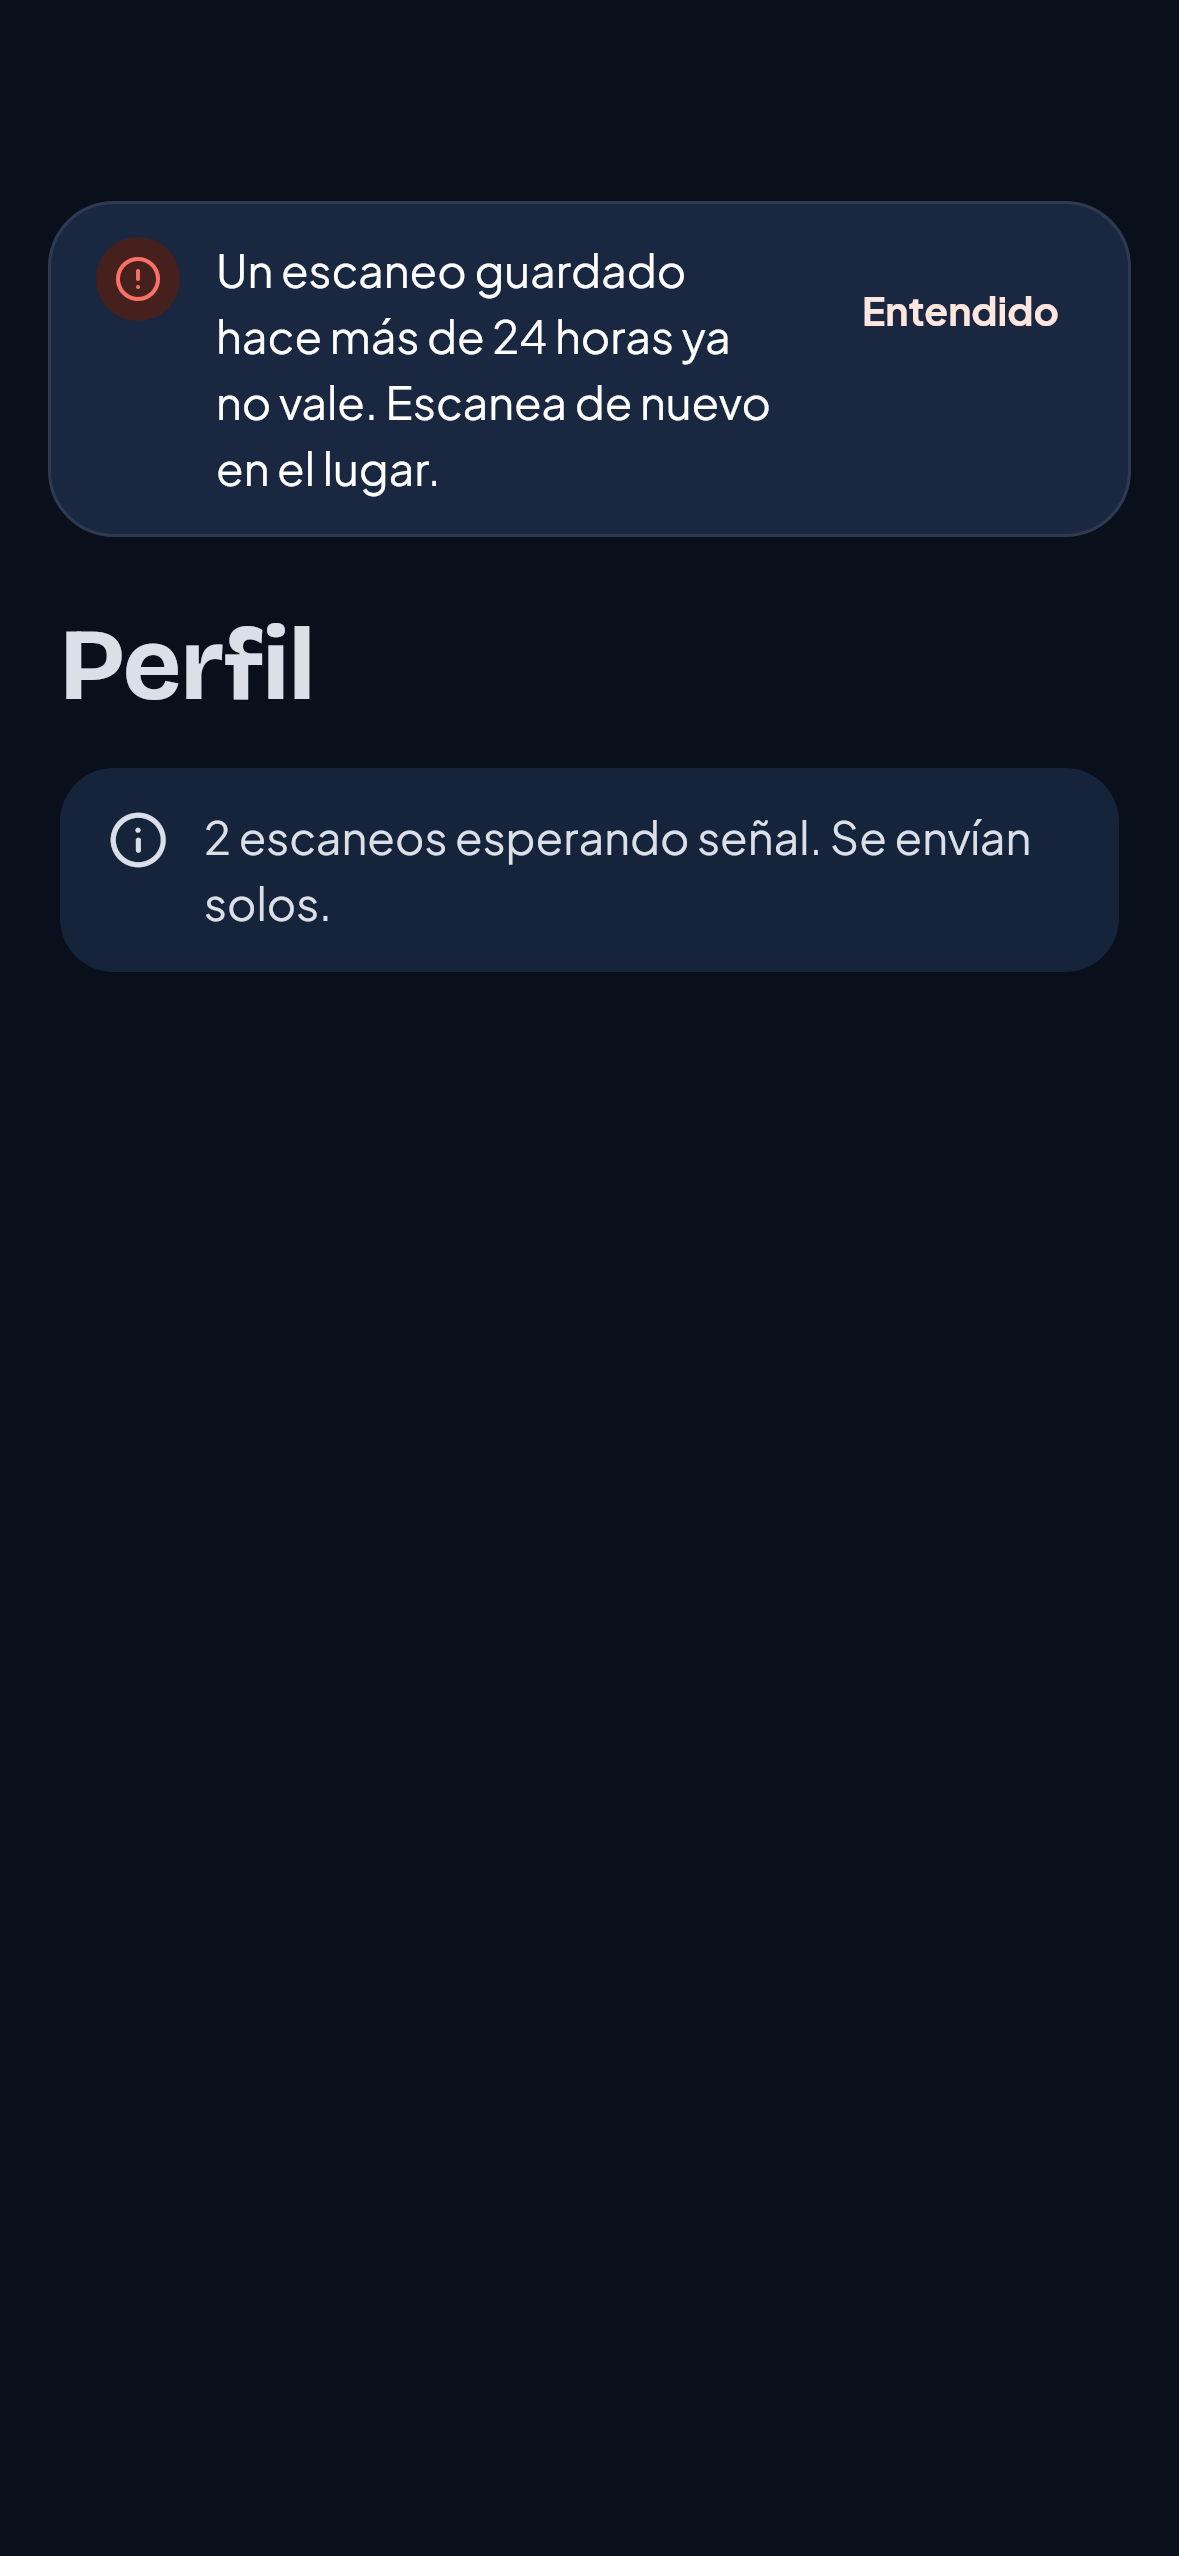 Un escaneo guardado
hace más de 24 horas ya
no vale. Escanea de nuevo
en el lugar.
Entendido
Perfil
2 escaneos esperando señal. Se envían
solos.